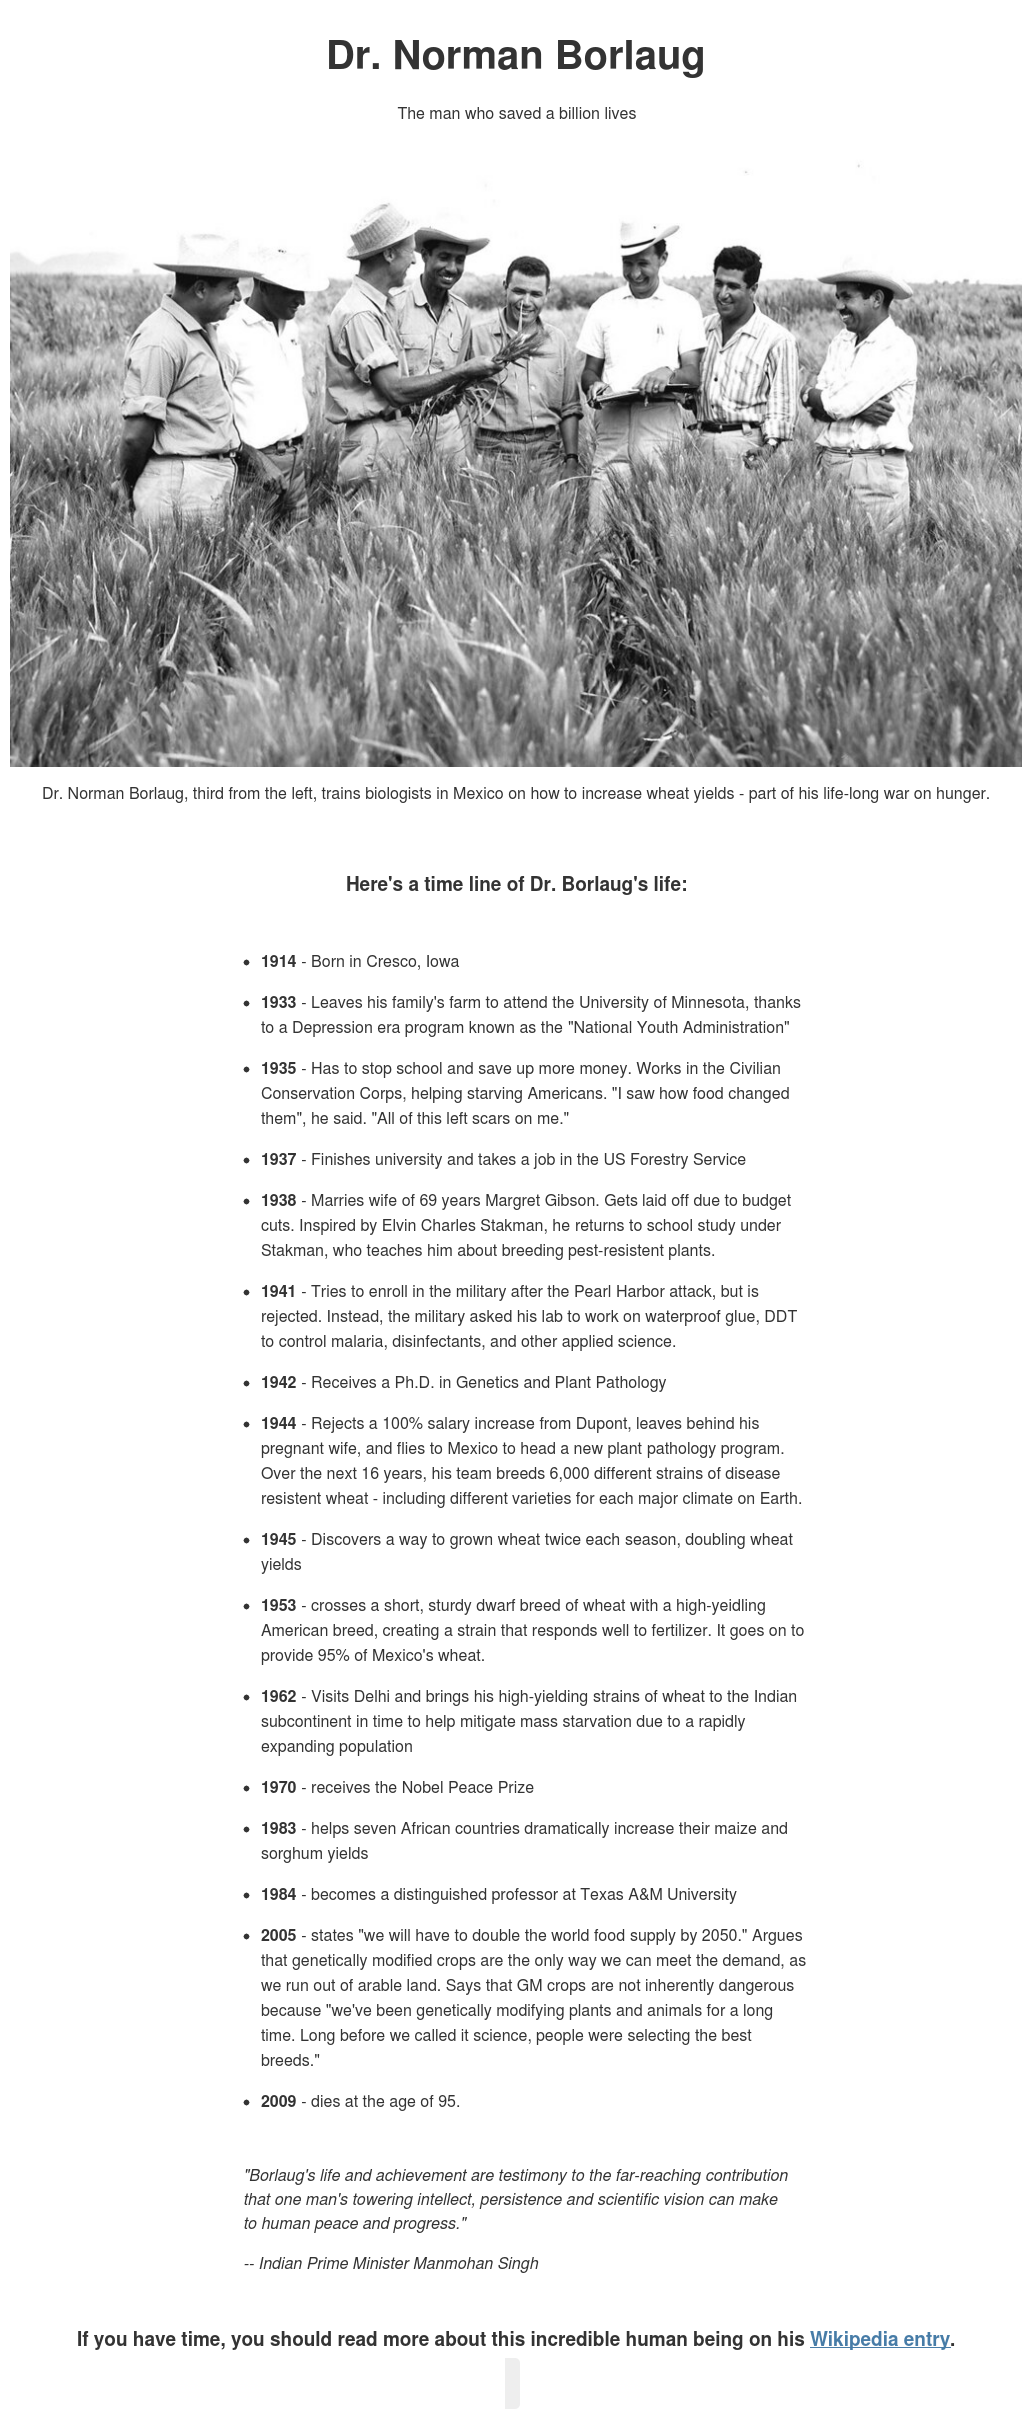 Dr. Norman Borlaug
The man who saved a billion lives
Dr. Norman Borlaug, third from the left, trains biologists in Mexico on how to increase wheat yields - part of his life-long war on hunger.
Here's a time line of Dr. Borlaug's life:
1914 - Born in Cresco, Iowa
1933 - Leaves his family's farm to attend the University of Minnesota, thanks
to a Depression era program known as the "National Youth Administration"
1935 - Has to stop school and save up more money. Works in the Civilian
Conservation Corps, helping starving Americans. "I saw how food changed
them", he said. "All of this left scars on me."
1937 - Finishes university and takes a job in the US Forestry Service
1938 - Marries wife of 69 years Margret Gibson. Gets laid off due to budget
cuts. Inspired by Elvin Charles Stakman, he returns to school study under
Stakman, who teaches him about breeding pest-resistent plants.
1941 - Tries to enroll in the military after the Pearl Harbor attack, but is
rejected. Instead, the military asked his lab to work on waterproof glue, DDT
to control malaria, disinfectants, and other applied science.
1942 - Receives a Ph.D. in Genetics and Plant Pathology
1944 - Rejects a 100% salary increase from Dupont, leaves behind his
pregnant wife, and flies to Mexico to head a new plant pathology program.
Over the next 16 years, his team breeds 6,000 different strains of disease
resistent wheat - including different varieties for each major climate on Earth.
1945 - Discovers a way to grown wheat twice each season, doubling wheat
yields
1953 - crosses a short, sturdy dwarf breed of wheat with a high-yeidling
American breed, creating a strain that responds well to fertilizer. It goes on to
provide 95% of Mexico's wheat.
1962 - Visits Delhi and brings his high-yielding strains of wheat to the Indian
subcontinent in time to help mitigate mass starvation due to a rapidly
expanding population
1970 - receives the Nobel Peace Prize
1983 - helps seven African countries dramatically increase their maize and
sorghum yields
1984 - becomes a distinguished professor at Texas A&M University
2005 - states "we will have to double the world food supply by 2050." Argues
that genetically modified crops are the only way we can meet the demand, as
we run out of arable land. Says that GM crops are not inherently dangerous
because "we've been genetically modifying plants and animals for a long
time. Long before we called it science, people were selecting the best
breeds."
2009 - dies at the age of 95.
"Borlaug's life and achievement are testimony to the far-reaching contribution
that one man's towering intellect, persistence and scientific vision can make
to human peace and progress."
-- Indian Prime Minister Manmohan Singh
If you have time, you should read more about this incredible human being on his Wikipedia entry.